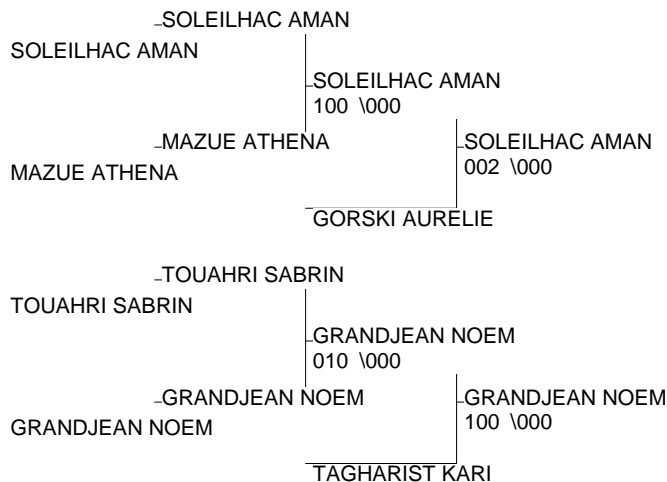 SOLEILHAC AMAN
SOLEILHAC AMAN
SOLEILHAC AMAN
100 \000
MAZUE ATHENA
SOLEILHAC AMAN
MAZUE ATHENA
002 \000
GORSKI AURELIE
TOUAHRI SABRIN
TOUAHRI SABRIN
GRANDJEAN NOEM
010 \000
GRANDJEAN NOEM
GRANDJEAN NOEM
GRANDJEAN NOEM
100 \000
TAGHARIST KARI